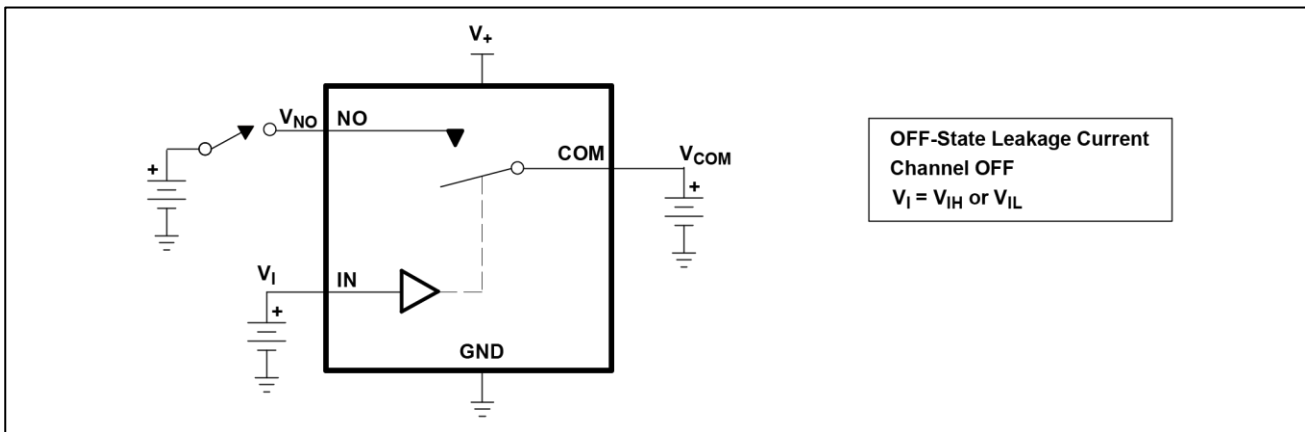 V+
VNO NO
COM VCOM
+
+
VI IN
+
GND
OFF-State Leakage Current
Channel OFF
VI = VIH or VIL